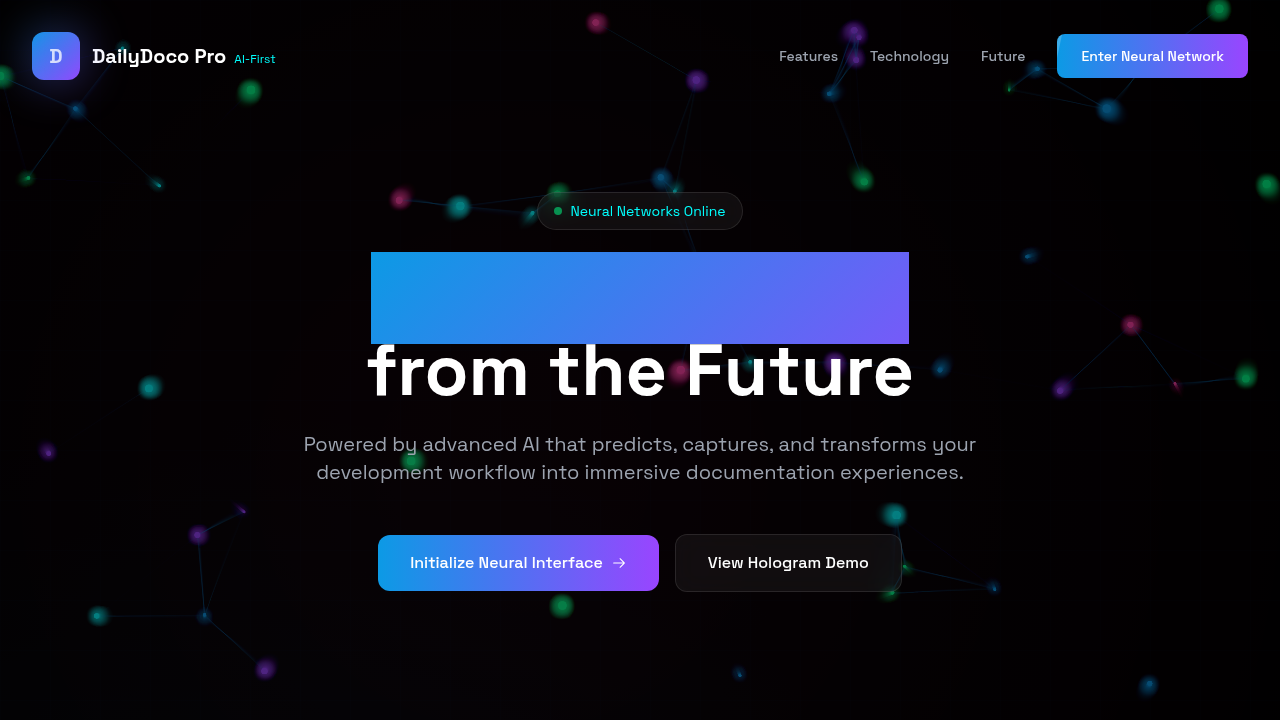 D
DailyDoco Pro AI-First
Features Technology Future Enter Neural Network
Neural Networks Online
from the Future
Powered by advanced AI that predicts, captures, and transforms your
development workflow into immersive documentation experiences.
Initialize Neural Interface →
View Hologram Demo